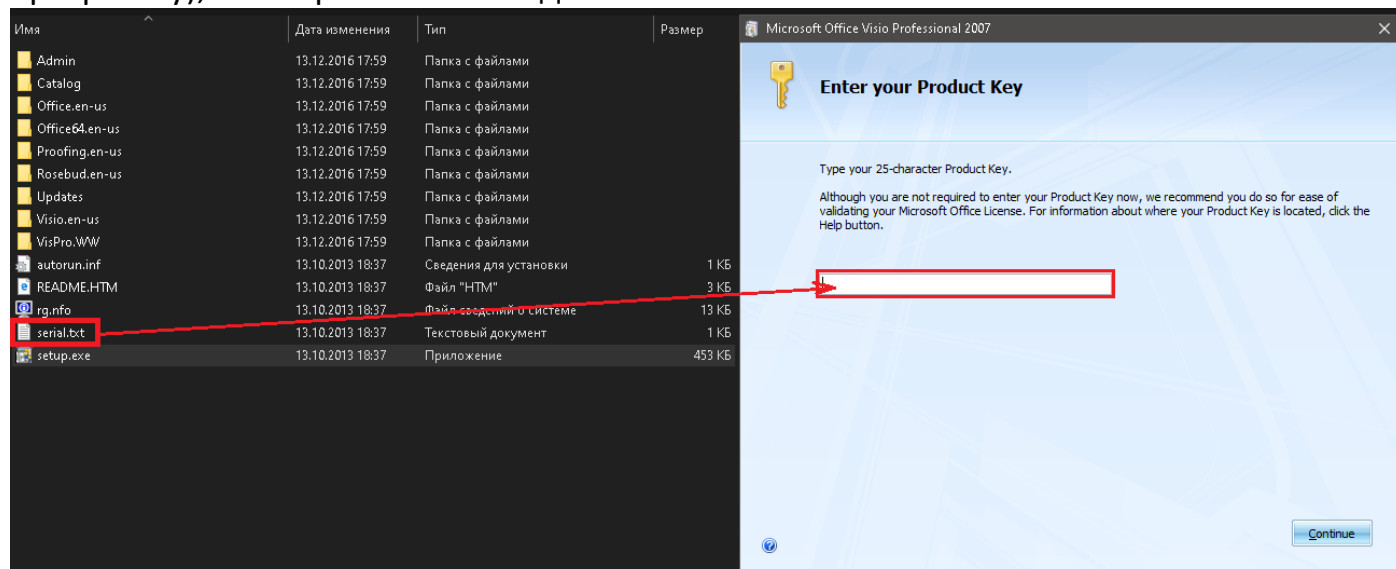 Имя Дата изменения Тип Размер
Admin 13.12.2016 17:59 Папка с файлами
Catalog 13.12.2016 17:59 Папка с файлами
Office.en-us 13.12.2016 17:59 Папка с файлами
Office64.en-us 13.12.2016 17:59 Папка с файлами
Proofing.en-us 13.12.2016 17:59 Папка с файлами
Rosebud.en-us 13.12.2016 17:59 Папка с файлами
Updates 13.12.2016 17:59 Папка с файлами
Visio.en-us 13.12.2016 17:59 Папка с файлами
VisPro.WW 13.12.2016 17:59 Папка с файлами
autorun.inf 13.10.2013 18:37 Сведения для установки 1 КБ
README.HTM 13.10.2013 18:37 Файл "HTM" 3 КБ
rg.nfo 13.10.2013 18:37 Файл сведений о системе 13 КБ
serial.txt 13.10.2013 18:37 Текстовый документ 1 КБ
setup.exe 13.10.2013 18:37 Приложение 453 КБ
Microsoft Office Visio Professional 2007
Enter your Product Key
Type your 25-character Product Key.
Although you are not required to enter your Product Key now, we recommend you do so for ease of
validating your Microsoft Office License. For information about where your Product Key is located, click the
Help button.
Continue